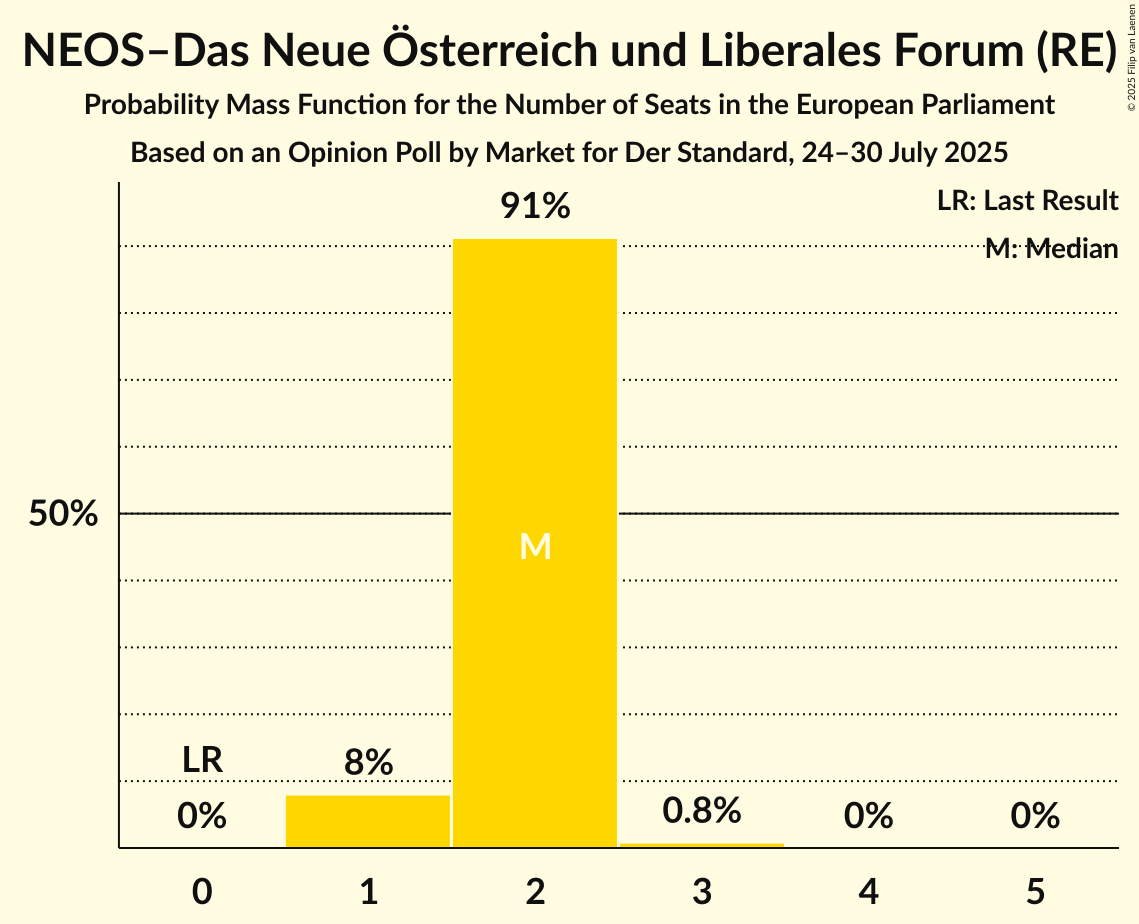 NEOS–Das Neue Österreich und Liberales Forum (RE)
Probability Mass Function for the Number of Seats in the European Parliament
Based on an Opinion Poll by Market for Der Standard, 24–30 July 2025
© 2025 Filip van Laenen
LR: Last Result
M: Median
91%
50%
M
LR
8%
0%
0.8%
0%
0%
0
1
2
3
4
5